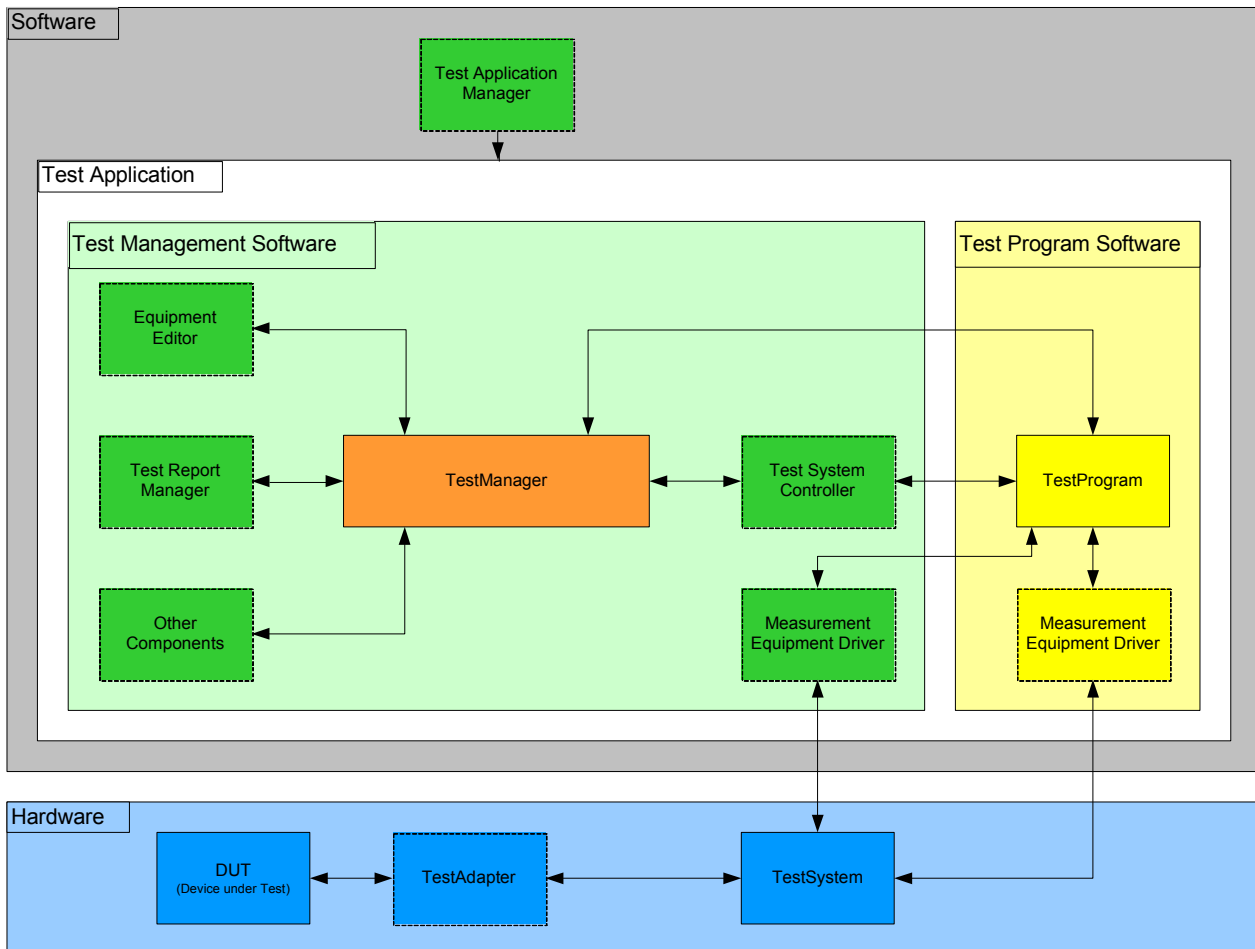 Software
Test Application
Manager
Test Application
Test Management Software
Test Program Software
Equipment
Editor
Test Report
Manager
TestManager
Test System
Controller
TestProgram
Other
Components
Measurement
Equipment Driver
Measurement
Equipment Driver
Hardware
DUT
(Device under Test)
TestAdapter
TestSystem